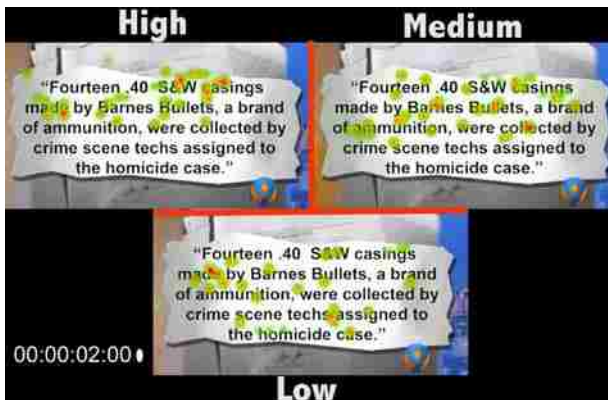 High
Medium
“Fourteen .40 S&W casings
made by Barnes Bullets, a brand
of ammunition, were collected by
crime scene techs assigned to
the homicide case.”
“Fourteen .40 S&W casings
made by Barnes Bullets, a brand
of ammunition, were collected by
crime scene techs assigned to
the homicide case.”
“Fourteen .40 S&W casings
made by Barnes Bullets, a brand
of ammunition, were collected by
crime scene techs assigned to
the homicide case.”
00:00:02:00
Low